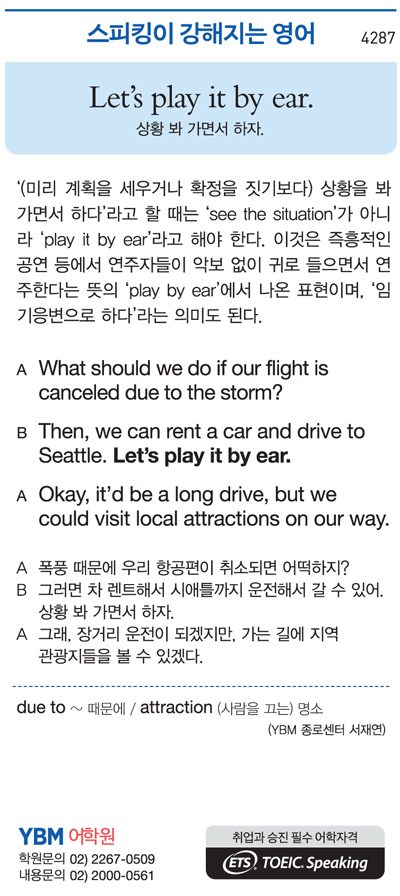 스피킹이 강해지는 영어
4287
Let's play it by ear.
상황 봐 가면서 하자.
'(미리 계획을 세우거나 확정을 짓기보다) 상황을 봐
가면서 하다'라고 할 때는 'see the situation'가 아니
라 'play it by ear'라고 해야 한다. 이것은 즉흥적인
공연 등에서 연주자들이 악보 없이 귀로 들으면서 연
주한다는 뜻의 'play by ear'에서 나온 표현이며, '임
기응변으로 하다'라는 의미도 된다.
A What should we do if our flight is
canceled due to the storm?
B Then, we can rent a car and drive to
Seattle. Let's play it by ear.
A Okay, it'd be a long drive, but we
could visit local attractions on our way.
A 폭풍 때문에 우리 항공편이 취소되면 어떡하지?
B 그러면 차 렌트해서 시애틀까지 운전해서 갈 수 있어.
상황 봐 가면서 하자.
A 그래, 장거리 운전이 되겠지만, 가는 길에 지역
관광지들을 볼 수 있겠다.
due to ~ 때문에 / attraction (사람을 끄는) 명소
(YBM 종로센터 서재연)
YBM 어학원
학원문의 02) 2267-0509
내용문의 02) 2000-0561
취업과 승진 필수 어학자격
ETS TOEIC. Speaking